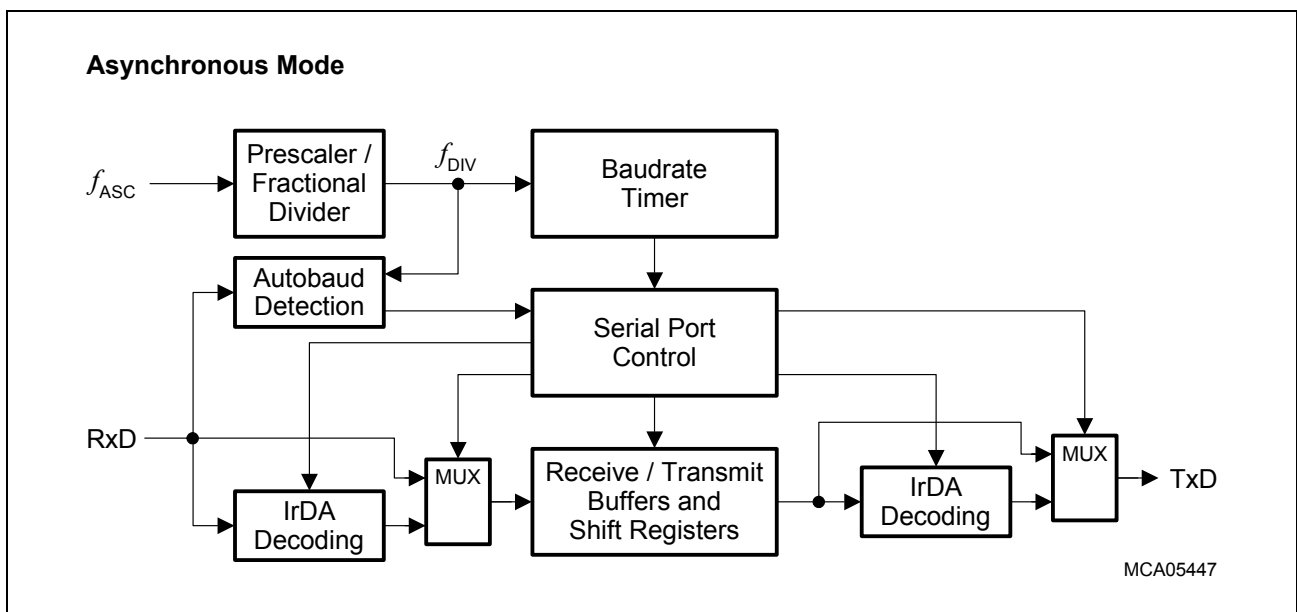 Asynchronous Mode
fASC
Prescaler /
Fractional
Divider
fDIV
Baudrate
Timer
Autobaud
Detection
Serial Port
Control
RxD
IrDA
Decoding
MUX
Receive / Transmit
Buffers and
Shift Registers
IrDA
Decoding
MUX
TxD
MCA05447